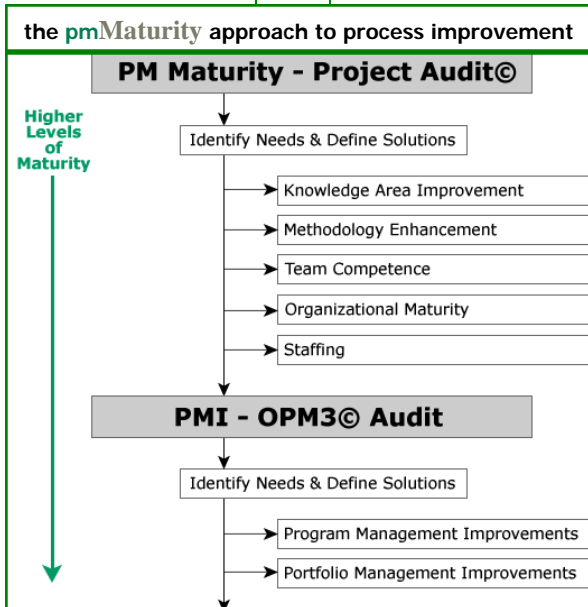 the pmMaturity approach to process improvement
PM Maturity - Project Audit©
Higher
Levels
of
Maturity
Identify Needs & Define Solutions
Knowledge Area Improvement
Methodology Enhancement
Team Competence
Organizational Maturity
Staffing
PMI - OPM3© Audit
Identify Needs & Define Solutions
Program Management Improvements
Portfolio Management Improvements